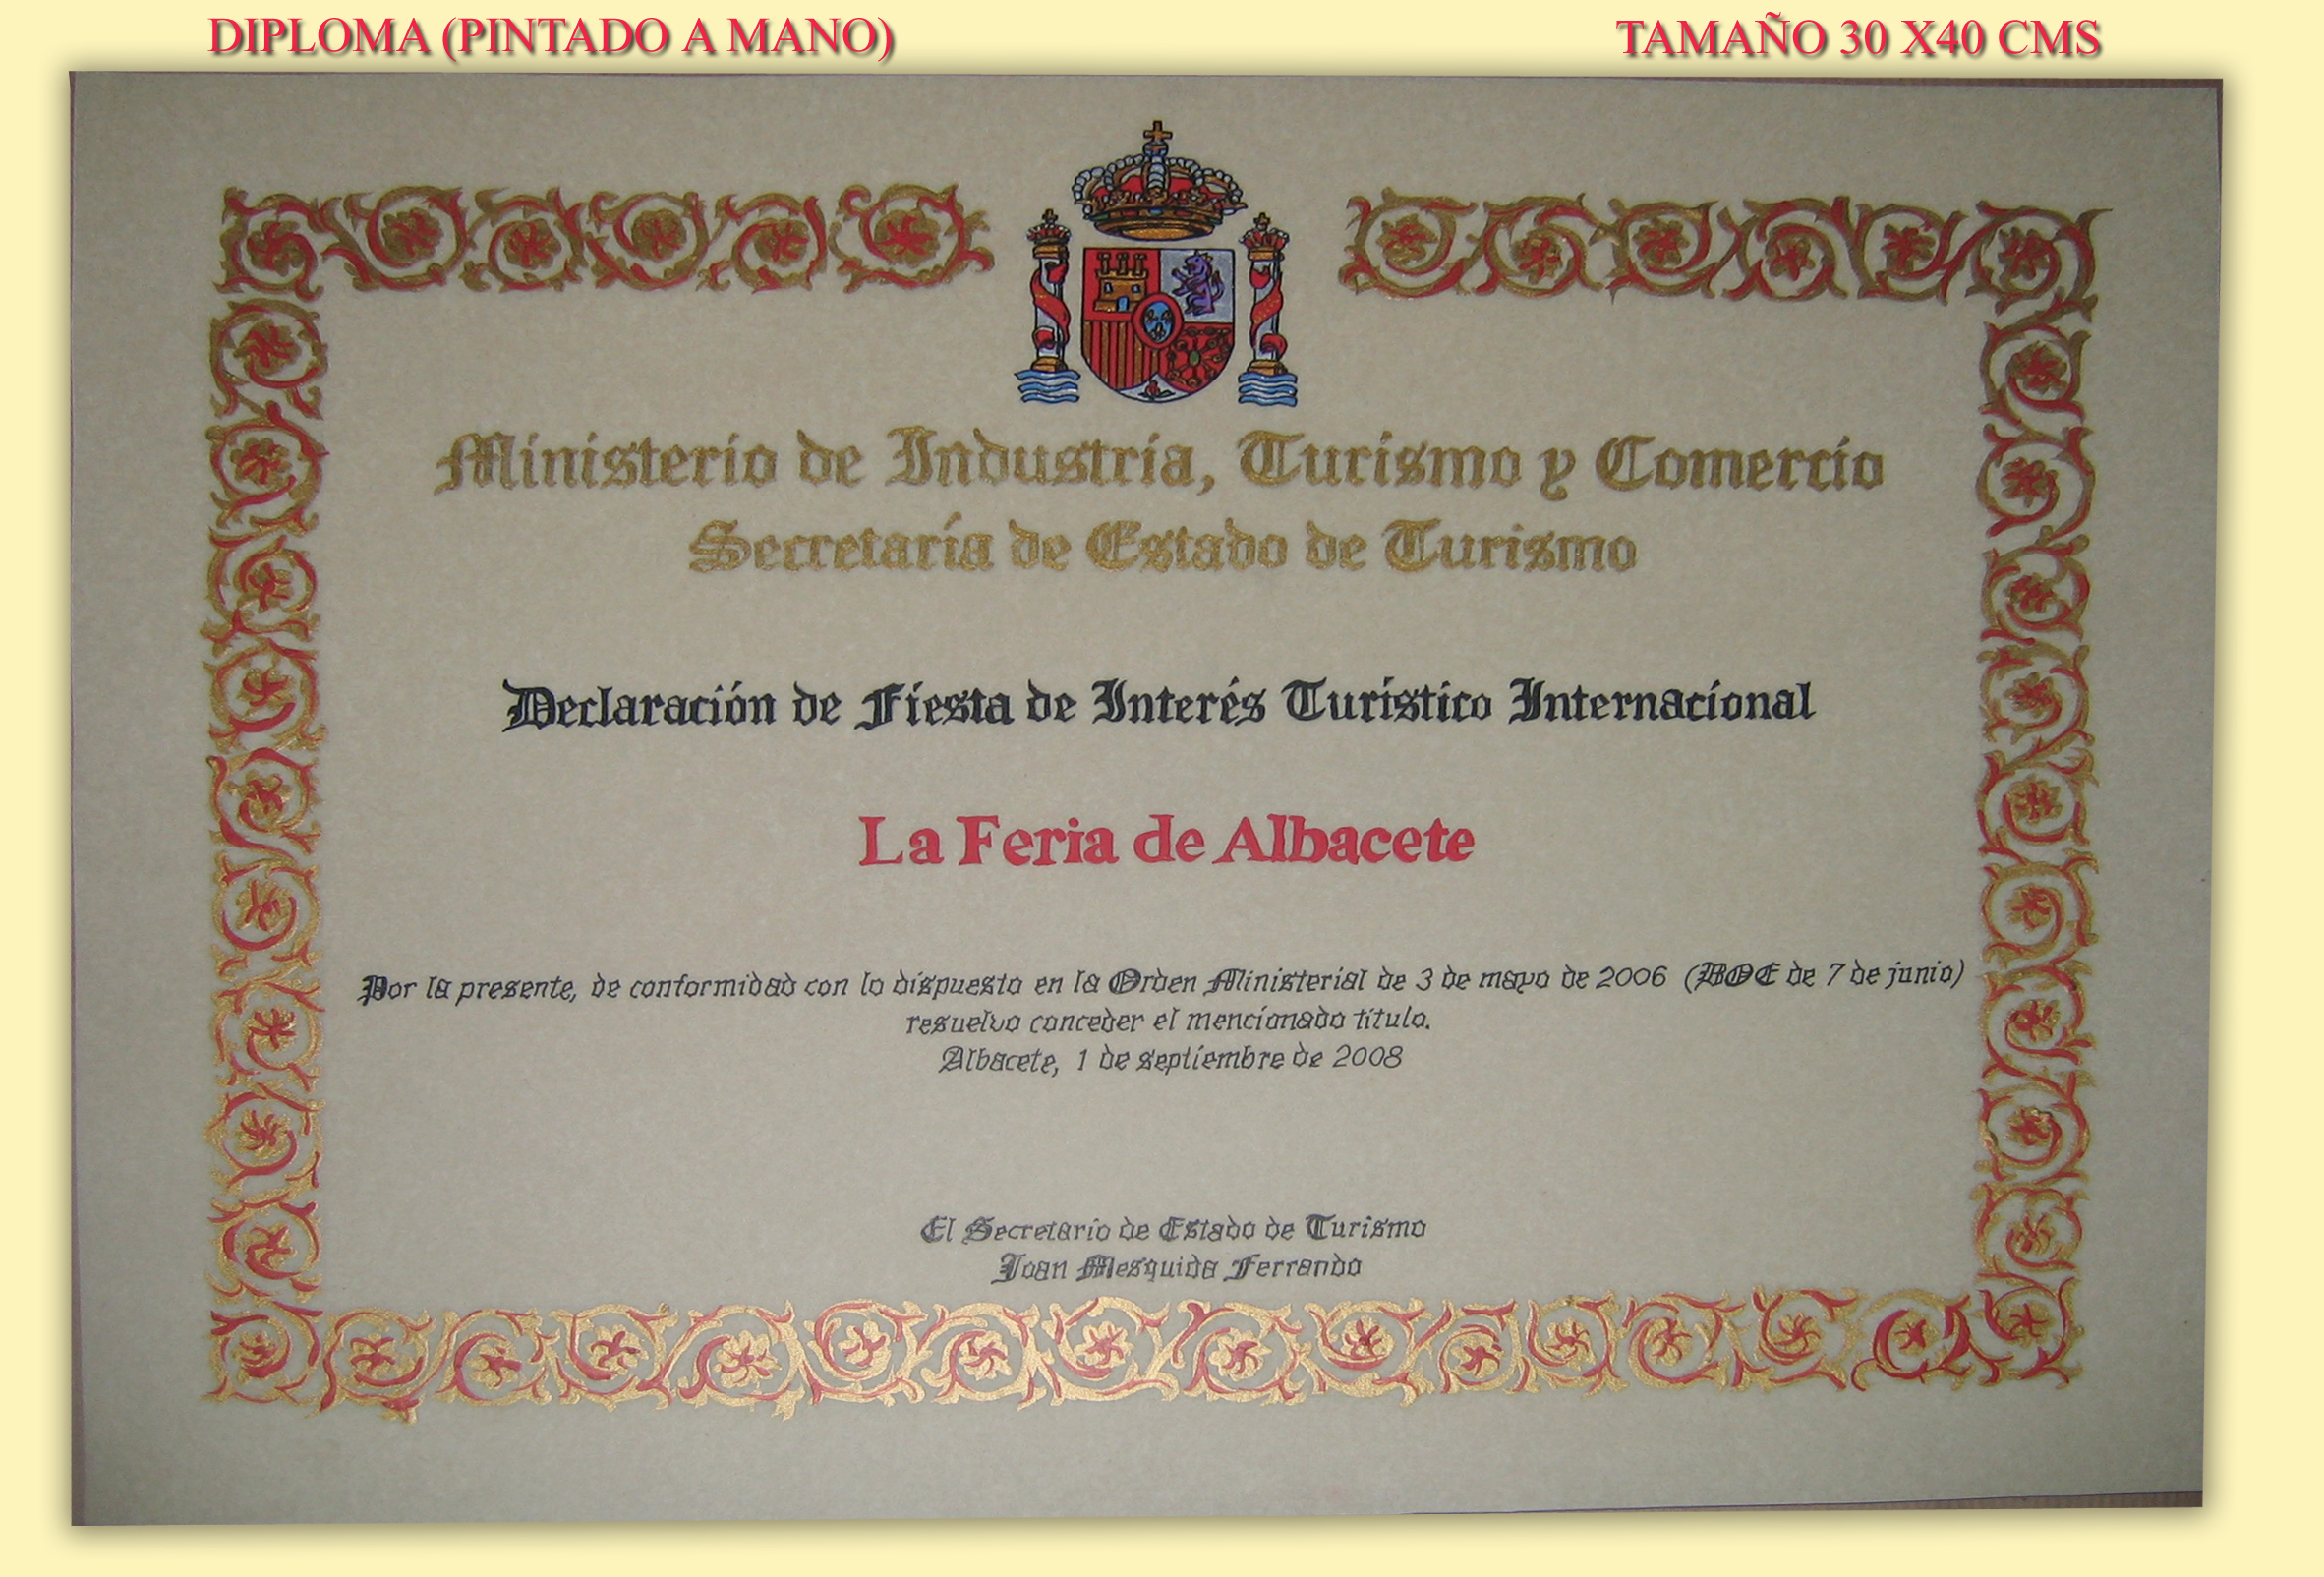 DIPLOMA (PINTADO A MANO)
TAMAÑO 30 X40 CMS
Ministerio de Industria, Turismo y Comercio
Secretaría de Estado de Turismo
Declaración de Fiesta de Interés Turístico Internacional
La Feria de Albacete
Por la presente, de conformidad con lo dispuesto en la Orden Ministerial de 3 de mayo de 2006 (BOE de 7 de junio)
resuelvo conceder el mencionado título.
Albacete, 1 de septiembre de 2008
El Secretario de Estado de Turismo
Joan Mesquida Ferrando